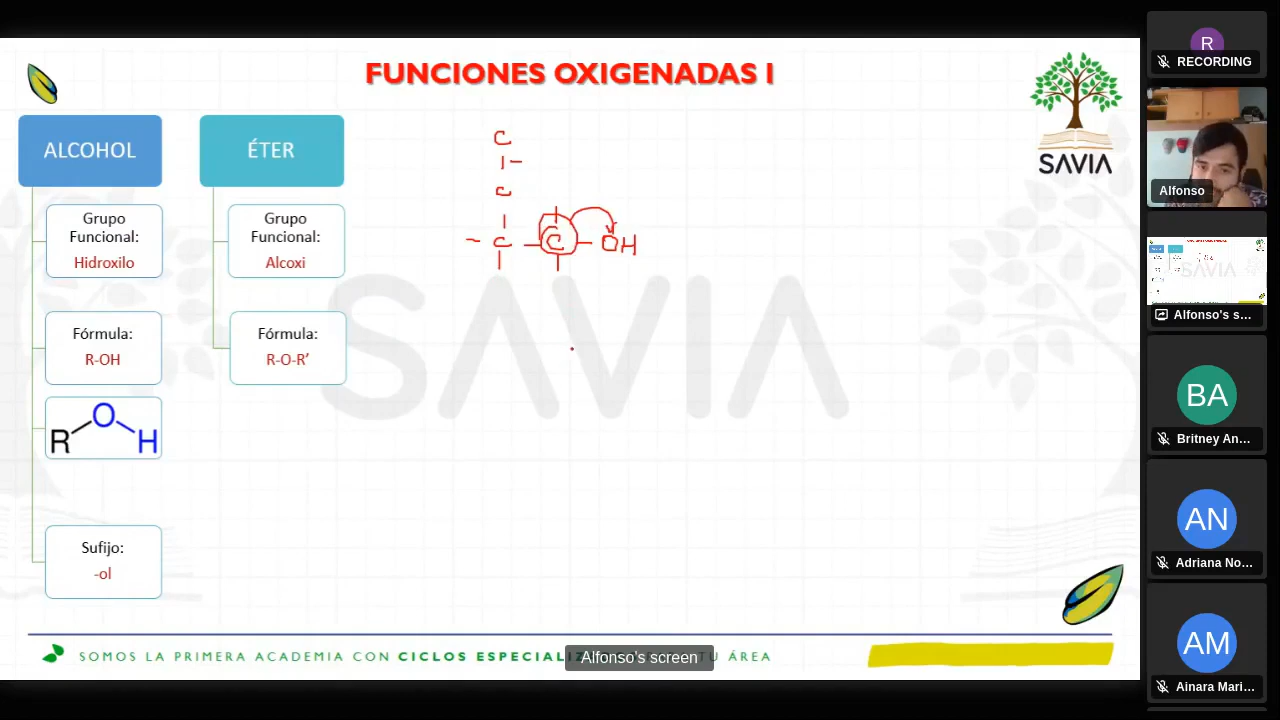 FUNCIONES OXIGENADAS I
SAVIA
ALCOHOL
Grupo
Funcional:
Hidroxilo
Fórmula:
R-OH
R O H
Sufijo:
-ol
ÉTER
Grupo
Funcional:
Alcoxi
Fórmula:
R-O-R’
C
C
- C - C - OH
SAVIA
SOMOS LA PRIMERA ACADEMIA CON CICLOS ESPECIALIZ TU ÁREA
Alfonso's screen
R
RECORDING
Alfonso
Alfonso's s...
BA
Britney An...
AN
Adriana No...
AM
Ainara Mari...